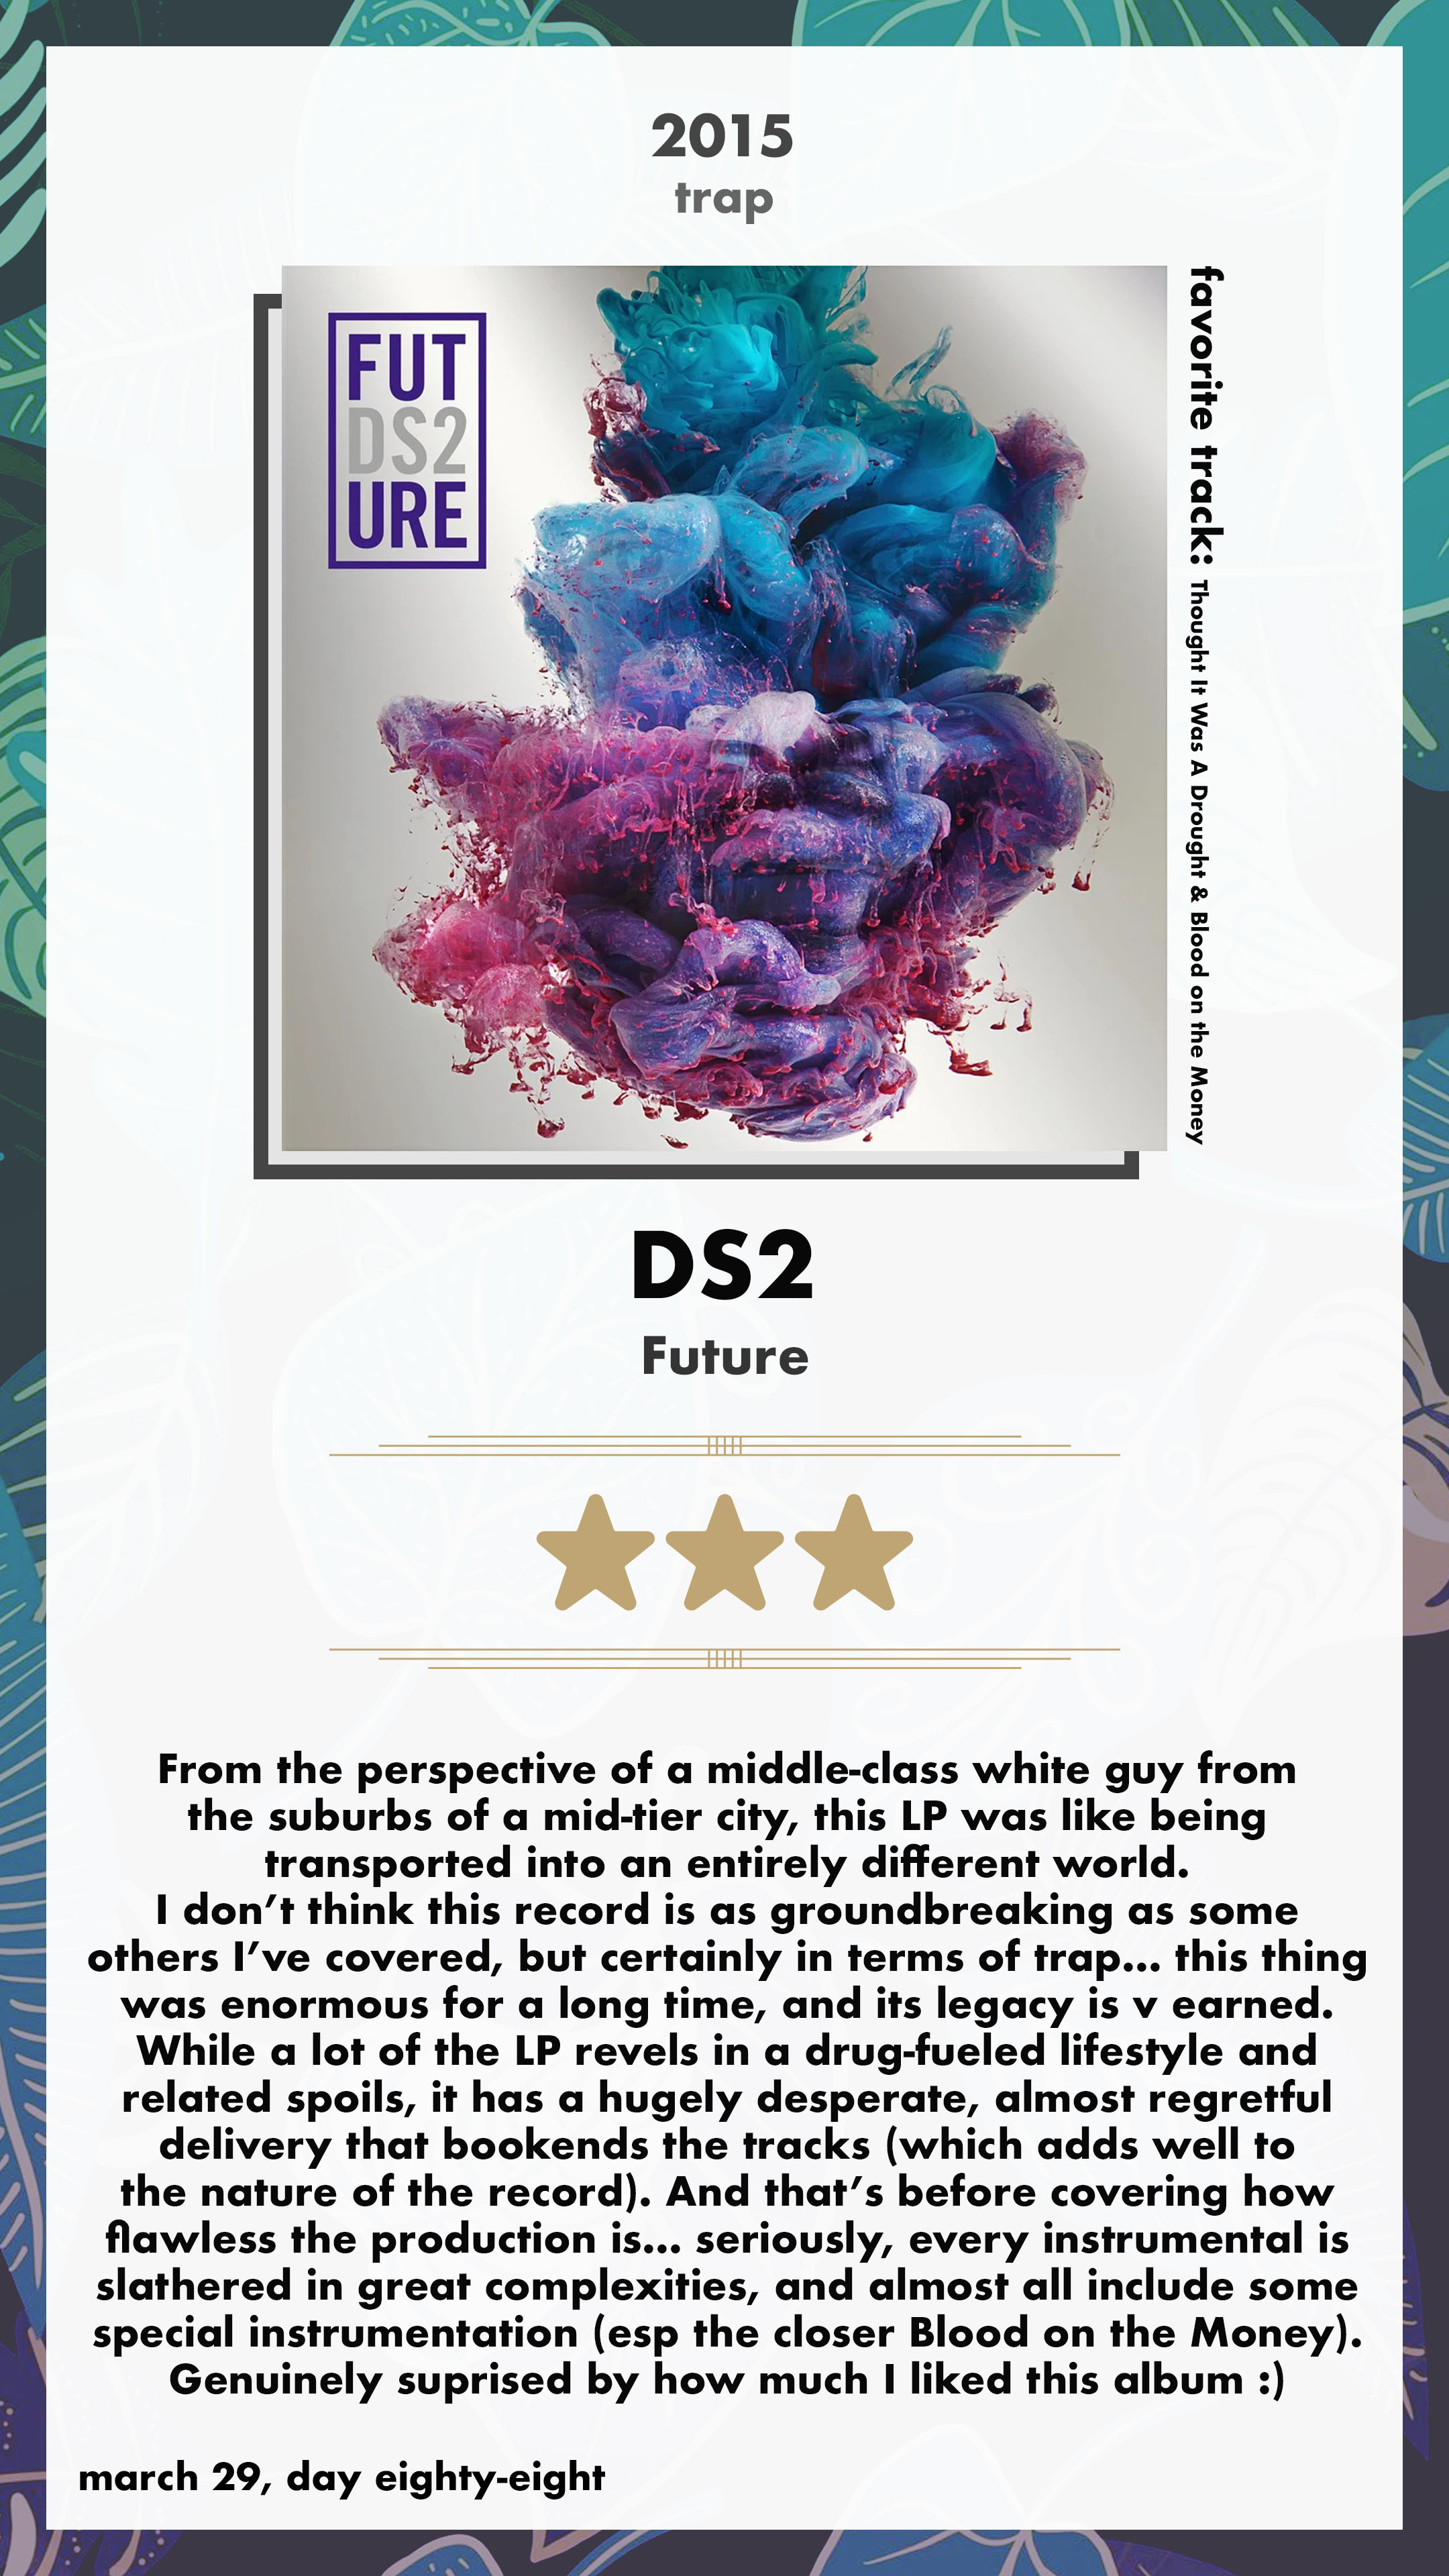 2015
trap
FUT
DS2
URE
favorite track: Thought It Was A Drought & Blood on the Money
DS2
Future
From the perspective of a middle-class white guy from
the suburbs of a mid-tier city, this LP was like being
transported into an entirely different world.
I don’t think this record is as groundbreaking as some
others I’ve covered, but certainly in terms of trap... this thing
was enormous for a long time, and its legacy is v earned.
While a lot of the LP revels in a drug-fueled lifestyle and
related spoils, it has a hugely desperate, almost regretful
delivery that bookends the tracks (which adds well to
the nature of the record). And that’s before covering how
flawless the production is... seriously, every instrumental is
slathered in great complexities, and almost all include some
special instrumentation (esp the closer Blood on the Money).
Genuinely suprised by how much I liked this album :)
march 29, day eighty-eight